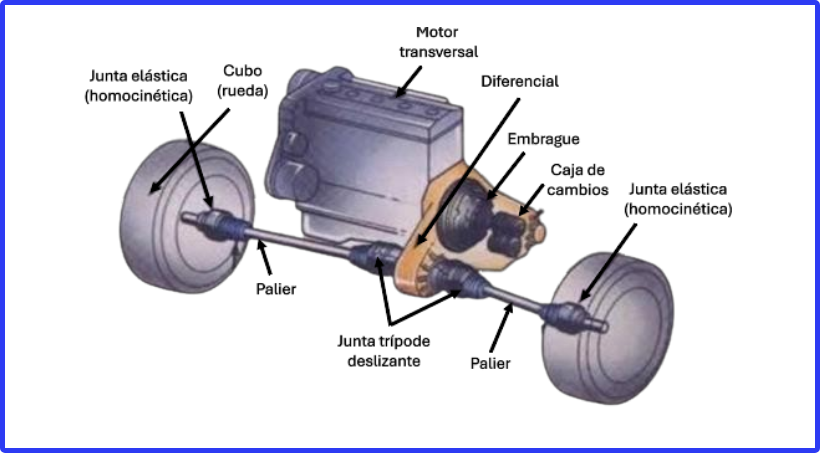 Motor
transversal
Junta elástica
(homocinética)
Cubo
(rueda)
Diferencial
Embrague
Caja de
cambios
Junta elástica
(homocinética)
Palier
Junta trípode
deslizante
Palier